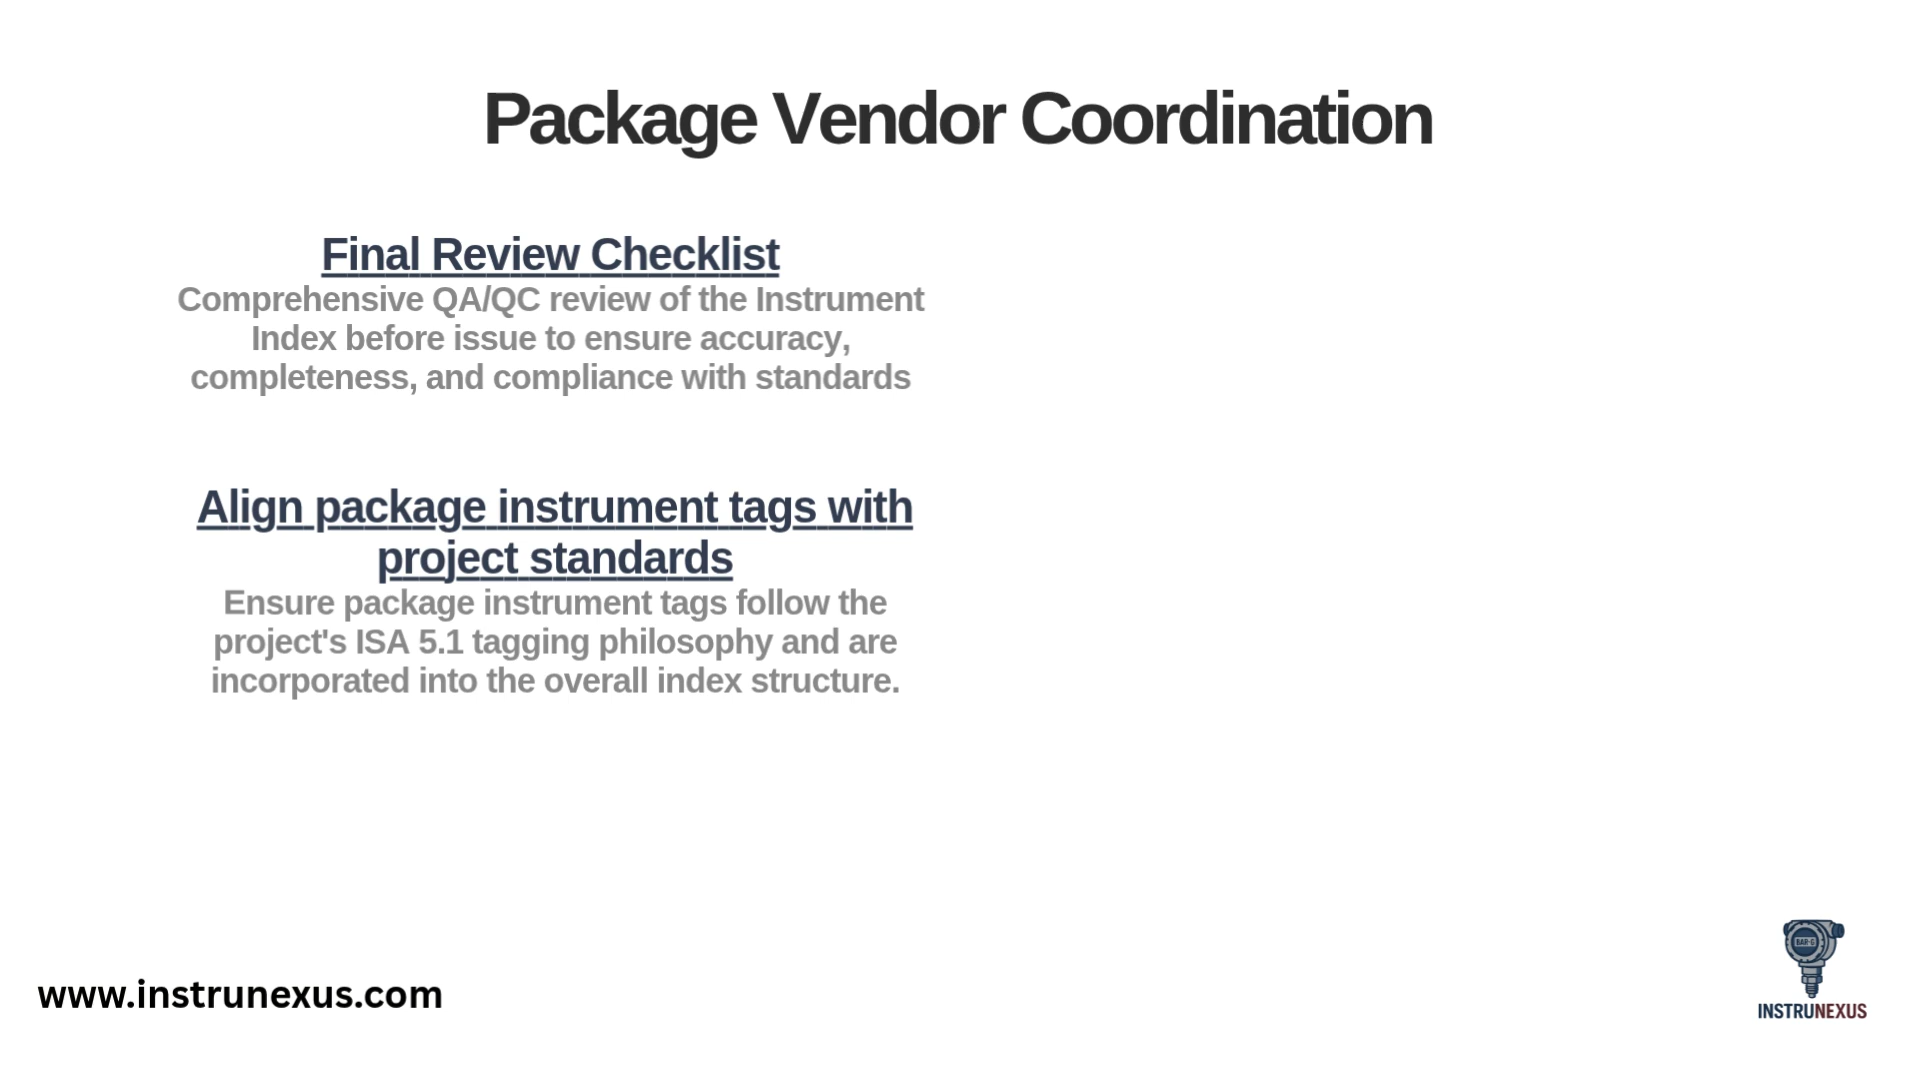 Package Vendor Coordination
Final Review Checklist
Comprehensive QA/QC review of the Instrument
Index before issue to ensure accuracy,
completeness, and compliance with standards
Align package instrument tags with
project standards
Ensure package instrument tags follow the
project's ISA 5.1 tagging philosophy and are
incorporated into the overall index structure.
www.instrunexus.com
BAR-G
INSTRUNEXUS